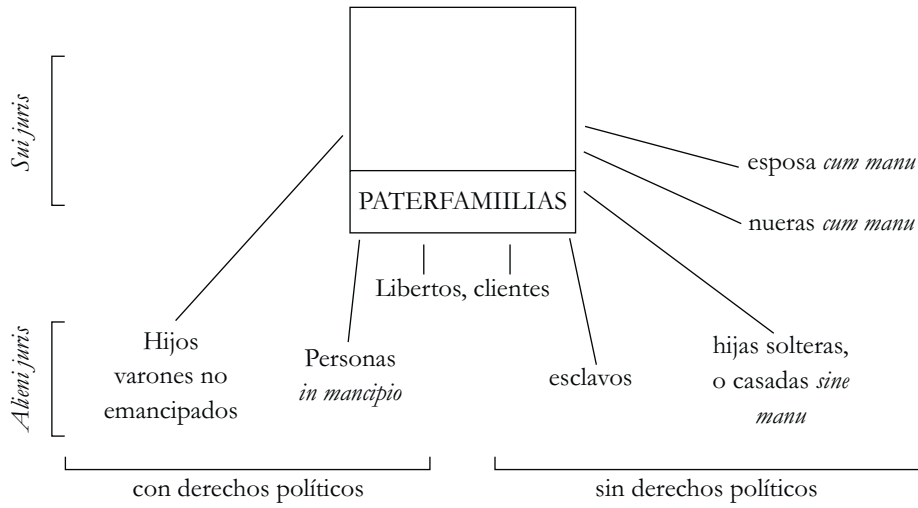 Sui juris
PATERFAMIILIAS
esposa cum manu
nueras cum manu
Libertos, clientes
Alieni juris
Hijos
varones no
emancipados
Personas
in mancipio
esclavos
hijas solteras,
o casadas sine
manu
con derechos políticos
sin derechos políticos